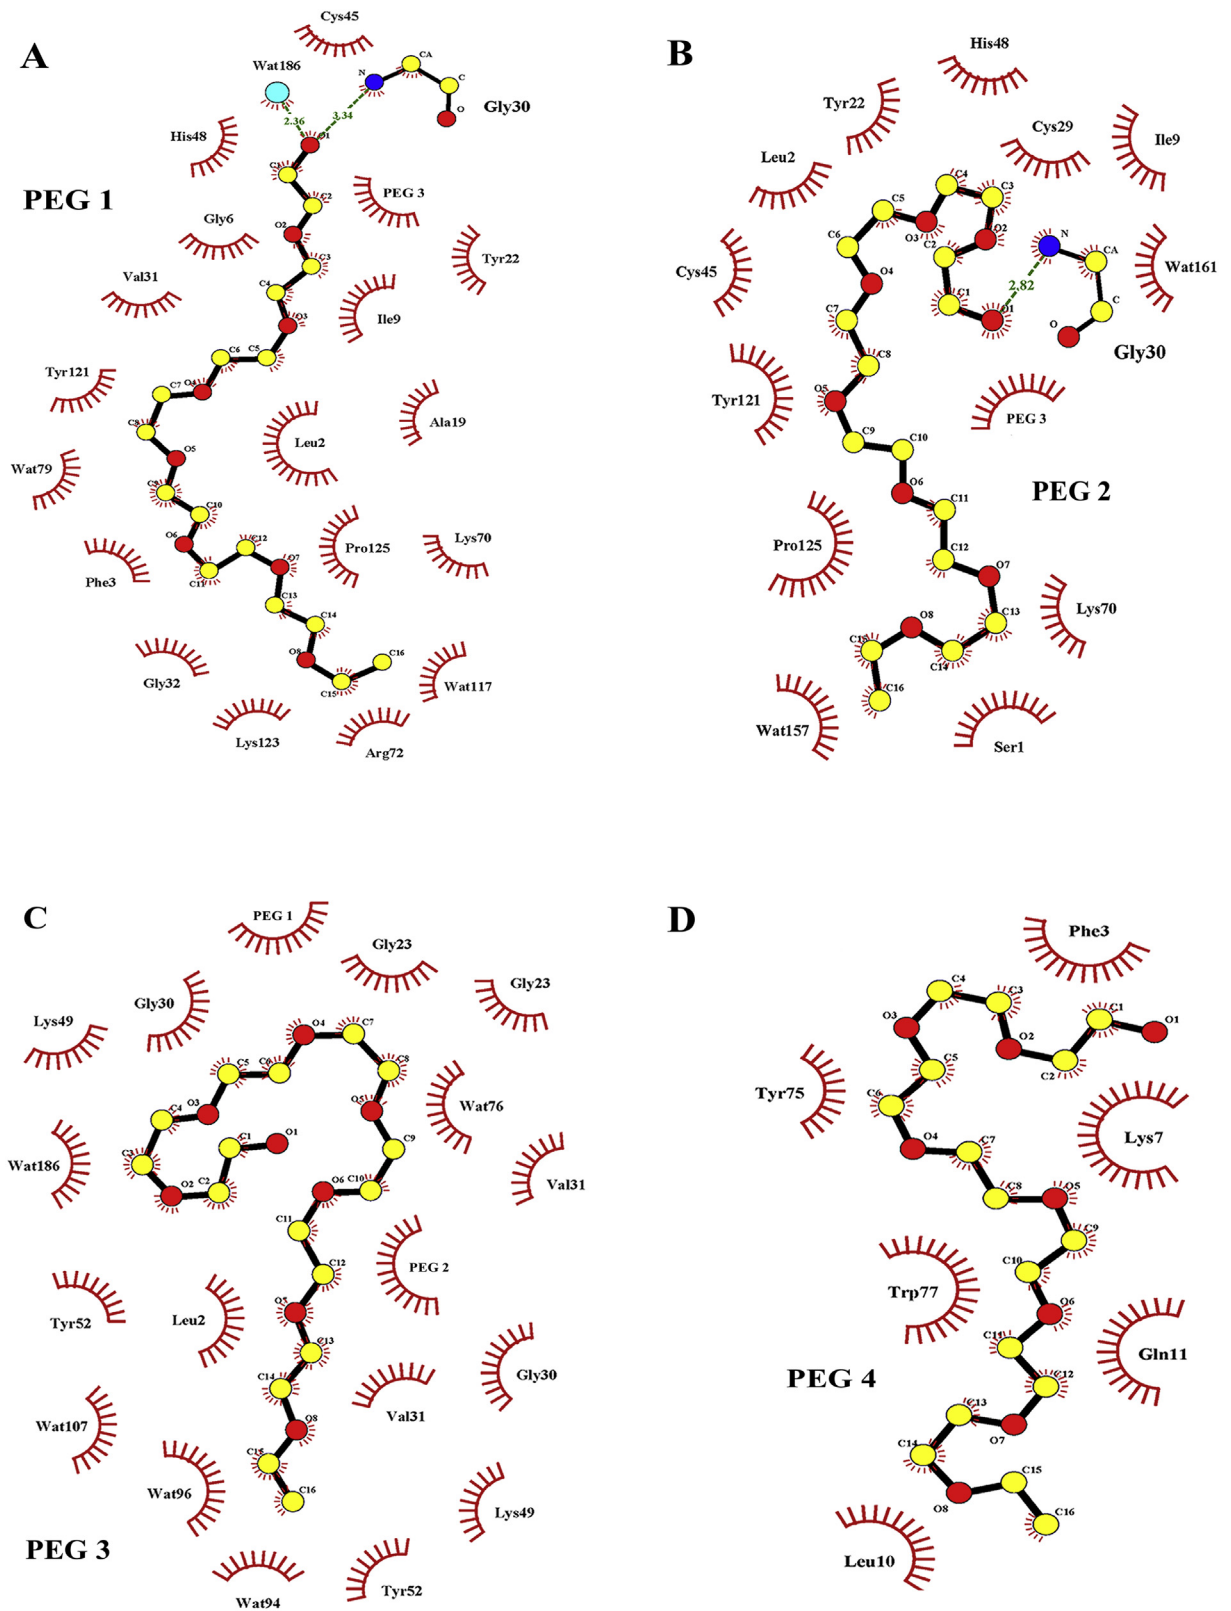 A
Cys45
Wat186
N
CA
C
O
Gly30
2.36
3.34
O1
His48
C1
C2
PEG 1
PEG 3
Gly6
O2
C3
Tyr22
Val31
C4
Ile9
O3
C6
C5
Tyr121
C7
O4
C8
Ala19
Leu2
Wat79
O5
C9
C10
O6
C12
Pro125
Lys70
Phe3
C11
O7
C13
C14
Gly32
O8
C16
C15
Wat117
Lys123
Arg72
B
His48
Tyr22
Cys29
Ile9
Leu2
C4
C3
C5
O3
O2
N
C6
C2
CA
Cys45
O4
C1
2.82
Wat161
C7
O1
O
C
Gly30
C8
Tyr121
O5
PEG 3
C9
C10
PEG 2
O6
C11
Pro125
C12
O7
Lys70
O8
C13
C15
C14
C16
Wat157
Ser1
C
PEG 1
Gly23
Gly23
Gly30
Lys49
O4
C7
C5
C6
C8
C4
O3
O5
Wat76
C1
O1
C9
Wat186
C3
O2
C2
O6
C10
Val31
C11
PEG 2
C12
Tyr52
Leu2
O7
C13
Gly30
C14
Val31
Wat107
O8
C15
Wat96
C16
Lys49
PEG 3
Wat94
Tyr52
D
Phe3
C4
C3
C1
O3
O1
O2
C2
C5
Tyr75
C6
Lys7
O4
C7
C8
O5
C9
C10
Trp77
O6
C11
Gln11
PEG 4
C12
C13
O7
C14
C15
O8
C16
Leu10